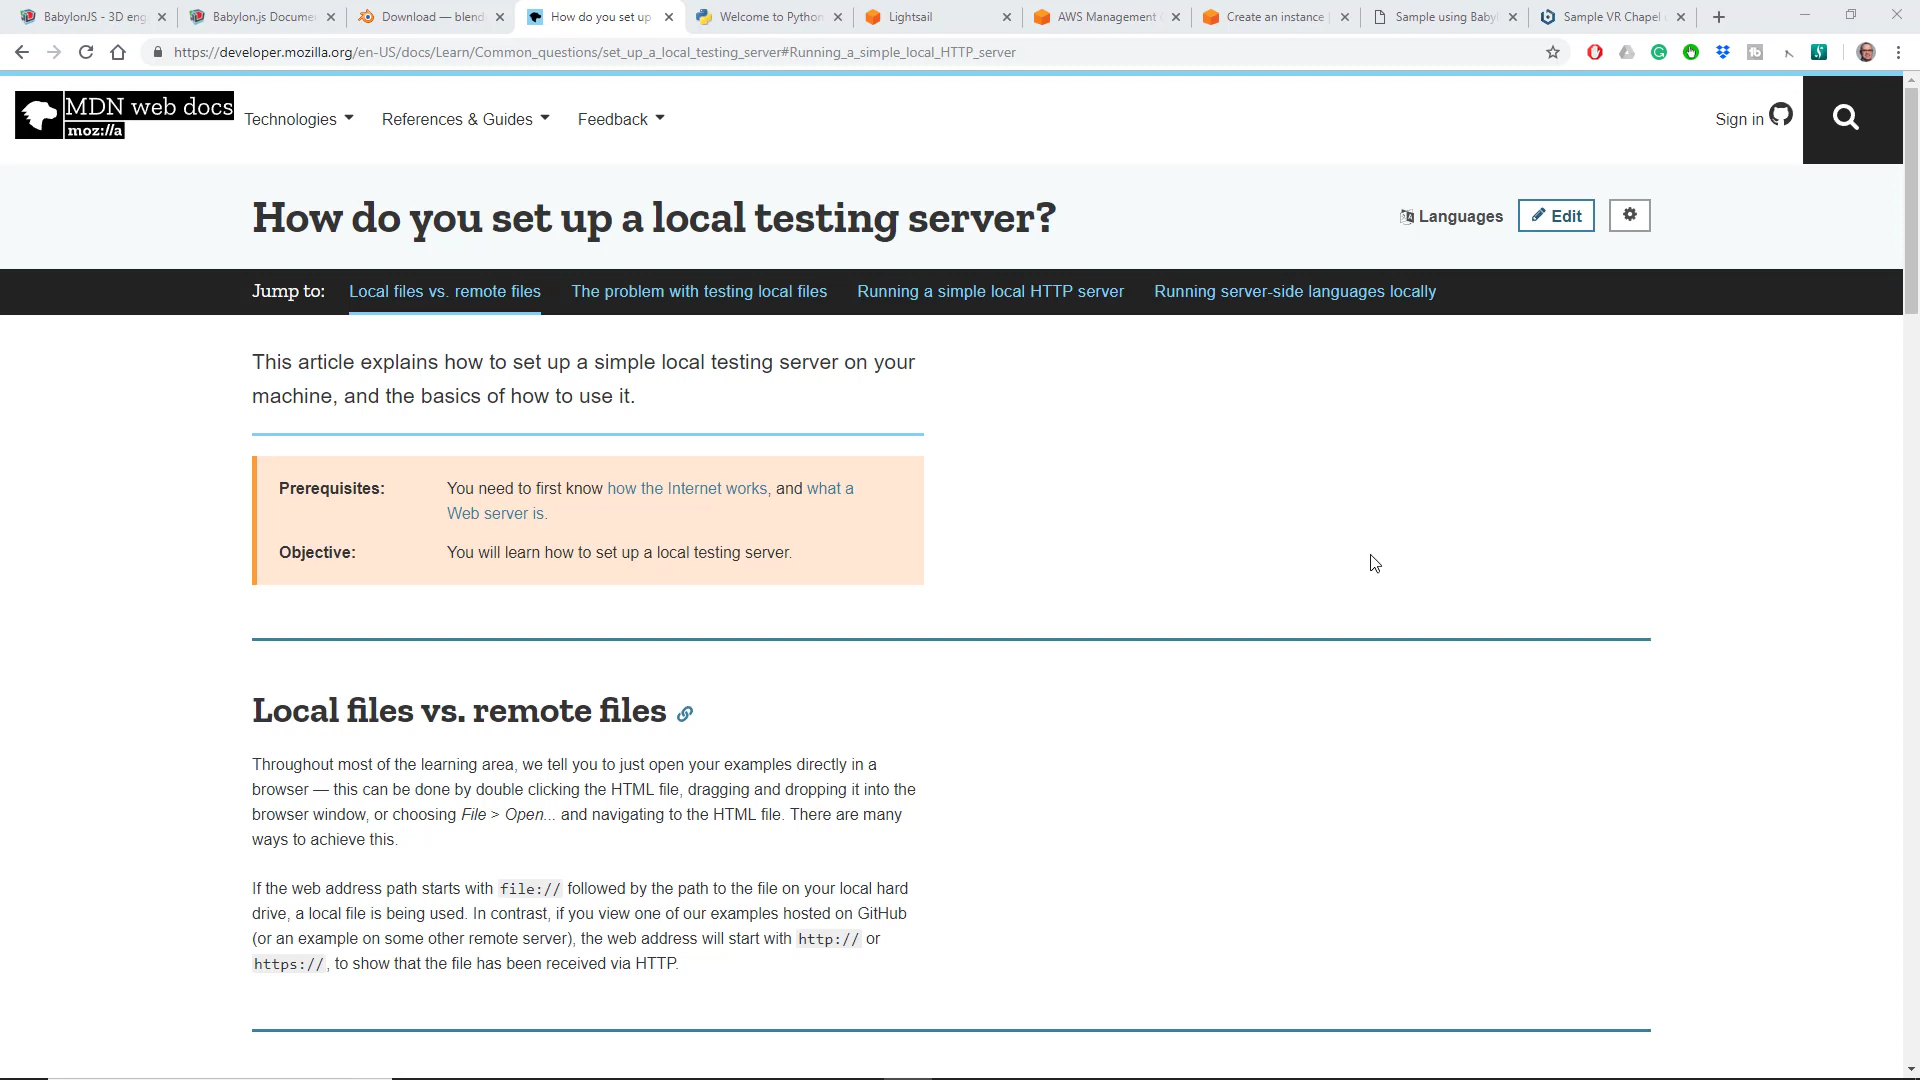 BabylonJS - 3D eng
Babylon.js Docume
Download — blend
How do you set up
Welcome to Python
Lightsail
AWS Management C
Create an instance
Sample using Baby
Sample VR Chapel
https://developer.mozilla.org/en-US/docs/Learn/Common_questions/set_up_a_local_testing_server#Running_a_simple_local_HTTP_server
MDN web docs
moz://a
Technologies
References & Guides
Feedback
Sign in
How do you set up a local testing server?
Languages
Edit
Jump to:
Local files vs. remote files
The problem with testing local files
Running a simple local HTTP server
Running server-side languages locally
This article explains how to set up a simple local testing server on your
machine, and the basics of how to use it.
Prerequisites:
You need to first know how the Internet works, and what a
Web server is.
Objective:
You will learn how to set up a local testing server.
Local files vs. remote files
Throughout most of the learning area, we tell you to just open your examples directly in a
browser — this can be done by double clicking the HTML file, dragging and dropping it into the
browser window, or choosing File > Open... and navigating to the HTML file. There are many
ways to achieve this.
If the web address path starts with file:// followed by the path to the file on your local hard
drive, a local file is being used. In contrast, if you view one of our examples hosted on GitHub
(or an example on some other remote server), the web address will start with http:// or
https://, to show that the file has been received via HTTP.